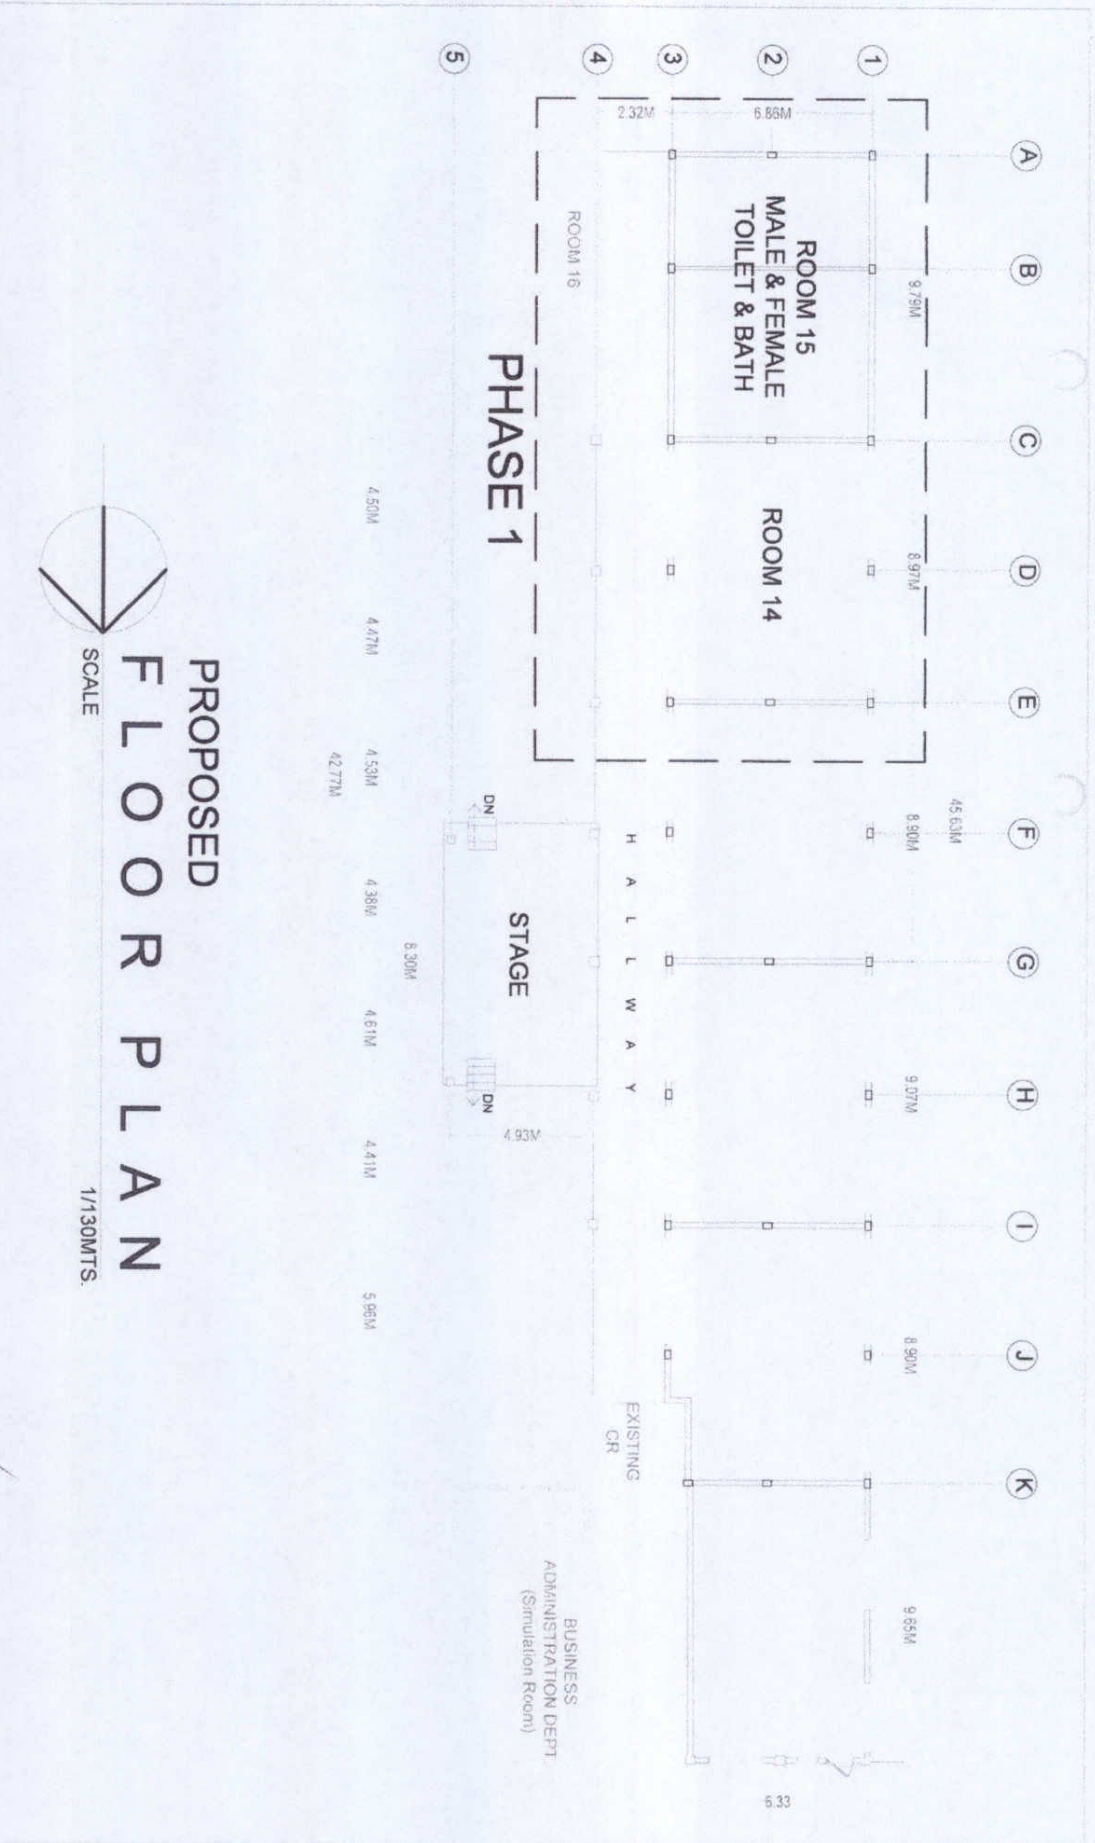 A B C D E F G H I J K
45.63M
9.79M 8.97M 8.90M 9.07M 8.90M 9.65M
1
2
3
4
5
6.86M
2.32M
ROOM 15
MALE & FEMALE
TOILET & BATH
ROOM 14
6.33
HALLWAY
EXISTING
CR
ROOM 16
PHASE 1
STAGE
DN
DN
4.93M
BUSINESS
ADMINISTRATION DEPT
(Simulation Room)
4.50M 4.47M 4.53M 4.38M 4.61M 4.41M 5.96M
42.77M
PROPOSED
FLOOR PLAN
SCALE 1/130MTS.